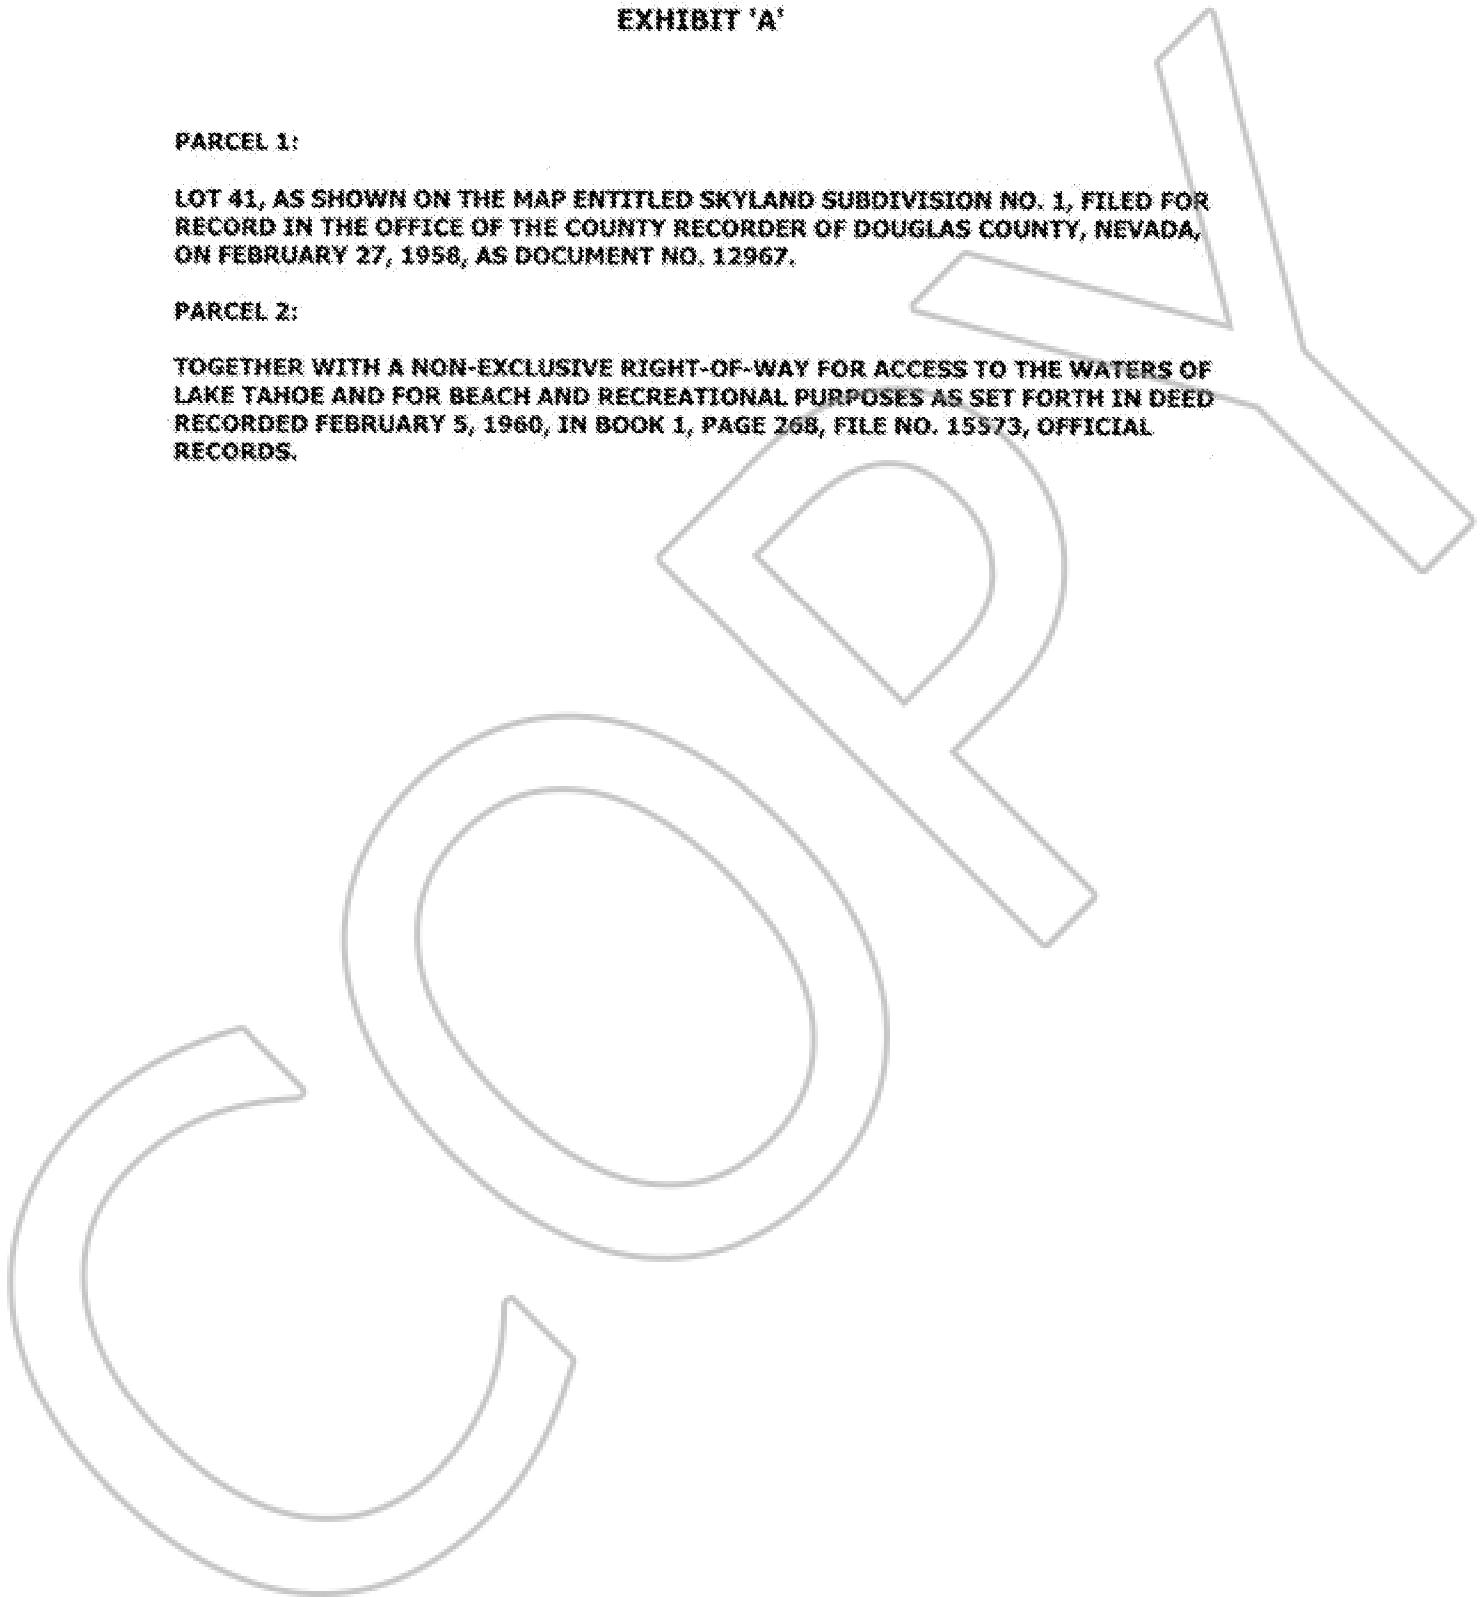 EXHIBIT 'A'
PARCEL 1:
LOT 41, AS SHOWN ON THE MAP ENTITLED SKYLAND SUBDIVISION NO. 1, FILED FOR
RECORD IN THE OFFICE OF THE COUNTY RECORDER OF DOUGLAS COUNTY, NEVADA,
ON FEBRUARY 27, 1958, AS DOCUMENT NO. 12967.
PARCEL 2:
TOGETHER WITH A NON-EXCLUSIVE RIGHT-OF-WAY FOR ACCESS TO THE WATERS OF
LAKE TAHOE AND FOR BEACH AND RECREATIONAL PURPOSES AS SET FORTH IN DEED
RECORDED FEBRUARY 5, 1960, IN BOOK 1, PAGE 268, FILE NO. 15573, OFFICIAL
RECORDS.
COPY